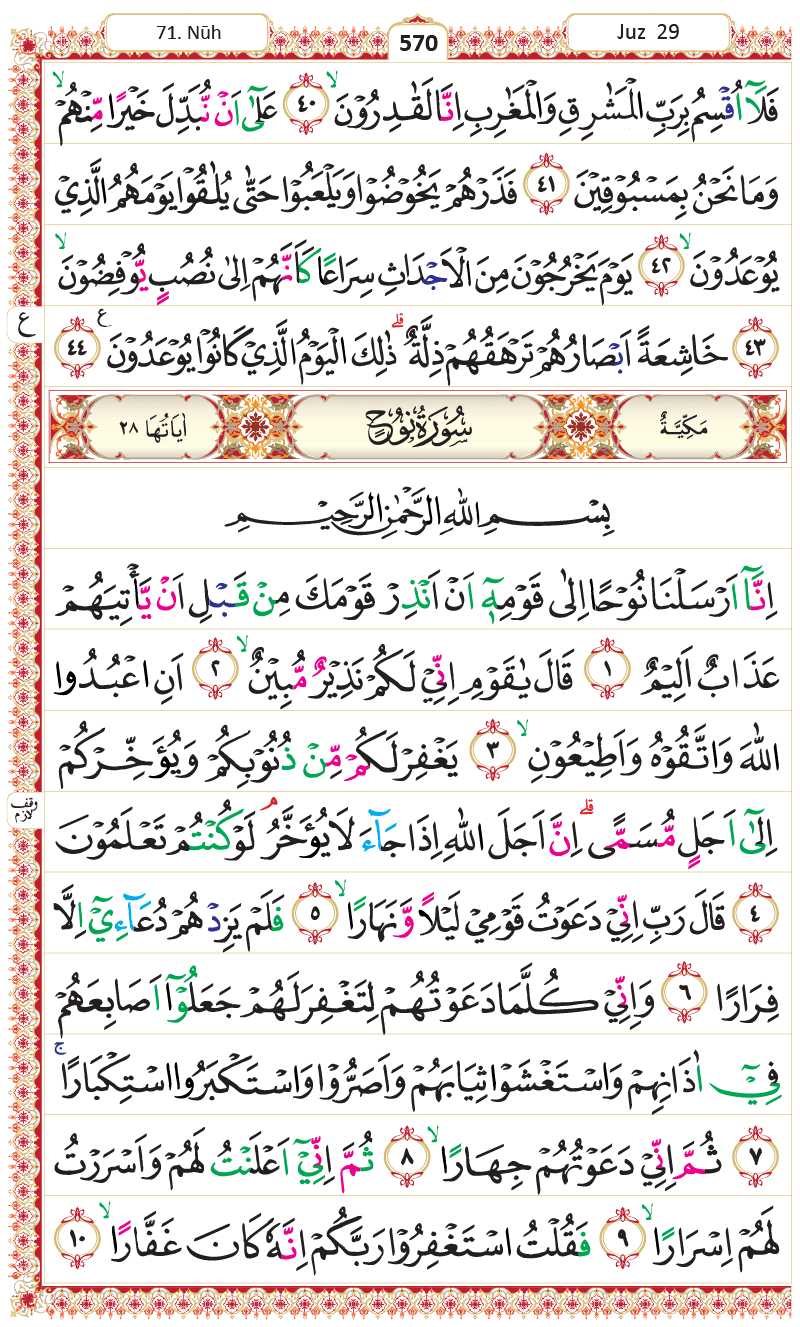 71. Nūh
570
Juz 29
فَلَآ اُقْسِمُ بِرَبِّ الْمَشٰرِقِ وَالْمَغٰرِبِ اِنَّا لَقٰدِرُوْنَ ۙ ﴿٤٠﴾ عَلٰٓى اَنْ نُّبَدِّلَ خَيْرًا مِّنْهُمْ ۙ
وَمَا نَحْنُ بِمَسْبُوْقِيْنَ ﴿٤١﴾ فَذَرْهُمْ يَخُوْضُوْا وَيَلْعَبُوْا حَتّٰى يُلٰقُوْا يَوْمَهُمُ الَّذِيْ
يُوْعَدُوْنَ ۙ ﴿٤٢﴾ يَوْمَ يَخْرُجُوْنَ مِنَ الْاَجْدَاثِ سِرَاعًا كَاَنَّهُمْ اِلٰى نُصُبٍ يُّوْفِضُوْنَ ۙ
﴿٤٣﴾ خَاشِعَةً اَبْصَارُهُمْ تَرْهَقُهُمْ ذِلَّةٌ ۗ ذٰلِكَ الْيَوْمُ الَّذِيْ كَانُوْا يُوْعَدُوْنَ ع ﴿٤٤﴾
ع
مَكِّيَّةٌ سُوْرَةُ نُوْحٍ اٰيَاتُهَا ٢٨
بِسْمِ اللهِ الرَّحْمٰنِ الرَّحِيْمِ
اِنَّآ اَرْسَلْنَا نُوْحًا اِلٰى قَوْمِهٖٓ اَنْ اَنْذِرْ قَوْمَكَ مِنْ قَبْلِ اَنْ يَّأْتِيَهُمْ
عَذَابٌ اَلِيْمٌ ﴿١﴾ قَالَ يٰقَوْمِ اِنِّيْ لَكُمْ نَذِيْرٌ مُّبِيْنٌ ۙ ﴿٢﴾ اَنِ اعْبُدُوا
اللهَ وَاتَّقُوْهُ وَاَطِيْعُوْنِ ۙ ﴿٣﴾ يَغْفِرْ لَكُمْ مِّنْ ذُنُوْبِكُمْ وَيُؤَخِّرْكُمْ
وقف لازم
اِلٰٓى اَجَلٍ مُّسَمًّى ۗ اِنَّ اَجَلَ اللهِ اِذَا جَآءَ لَا يُؤَخَّرُ ۘ لَوْ كُنْتُمْ تَعْلَمُوْنَ
﴿٤﴾ قَالَ رَبِّ اِنِّيْ دَعَوْتُ قَوْمِيْ لَيْلًا وَّنَهَارًا ۙ ﴿٥﴾ فَلَمْ يَزِدْهُمْ دُعَآءِيْٓ اِلَّا
فِرَارًا ﴿٦﴾ وَاِنِّيْ كُلَّمَا دَعَوْتُهُمْ لِتَغْفِرَ لَهُمْ جَعَلُوْٓا اَصَابِعَهُمْ
فِيْٓ اٰذَانِهِمْ وَاسْتَغْشَوْا ثِيَابَهُمْ وَاَصَرُّوْا وَاسْتَكْبَرُوا اسْتِكْبَارًا ۚ
﴿٧﴾ ثُمَّ اِنِّيْ دَعَوْتُهُمْ جِهَارًا ۙ ﴿٨﴾ ثُمَّ اِنِّيْٓ اَعْلَنْتُ لَهُمْ وَاَسْرَرْتُ
لَهُمْ اِسْرَارًا ۙ ﴿٩﴾ فَقُلْتُ اسْتَغْفِرُوْا رَبَّكُمْ اِنَّهٗ كَانَ غَفَّارًا ۙ ﴿١٠﴾